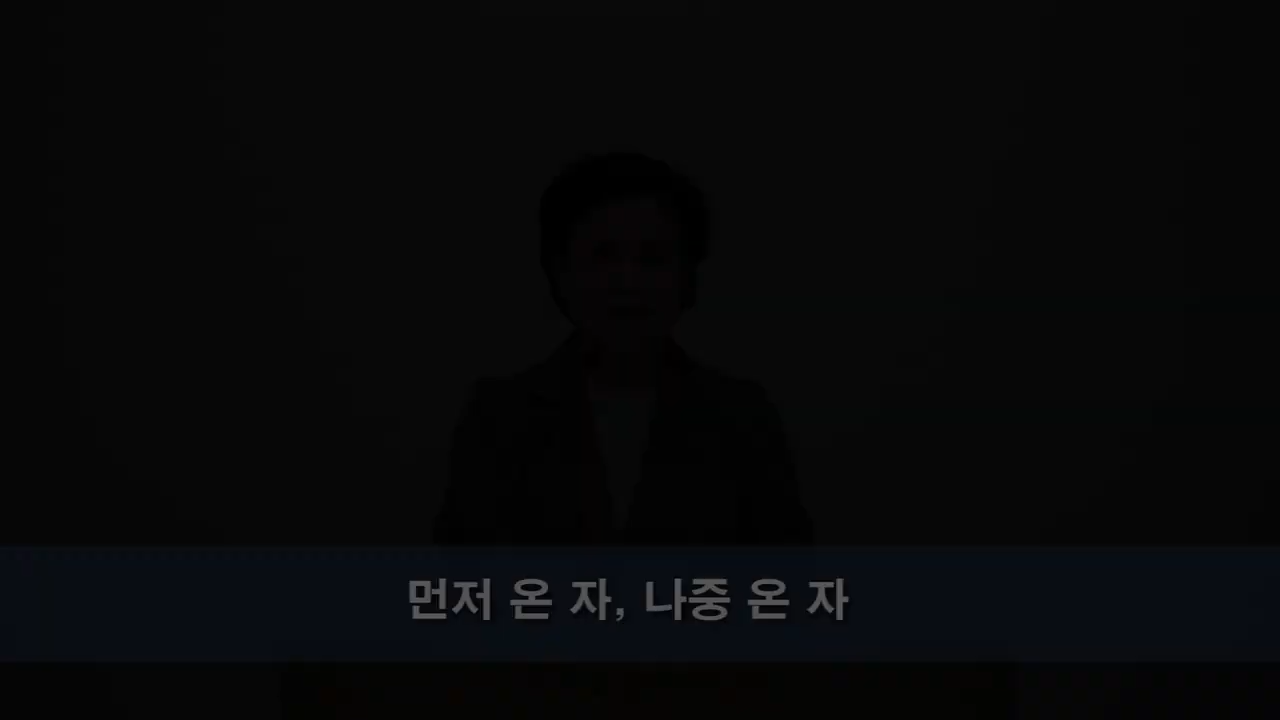 먼저 온 자, 나중 온 자